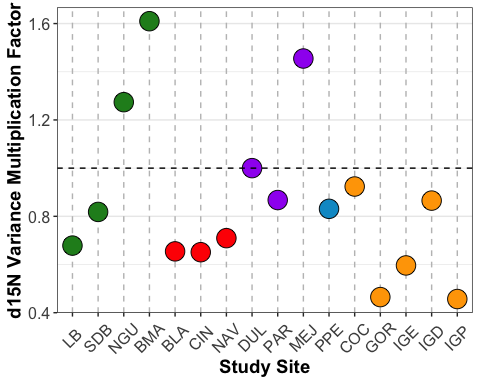 d15N Variance Multiplication Factor
1.6
1.2
0.8
0.4
LB SDB NGU BMA BLA CIN NAV DUL PAR MEJ PPE COC GOR IGE IGD IGP
Study Site